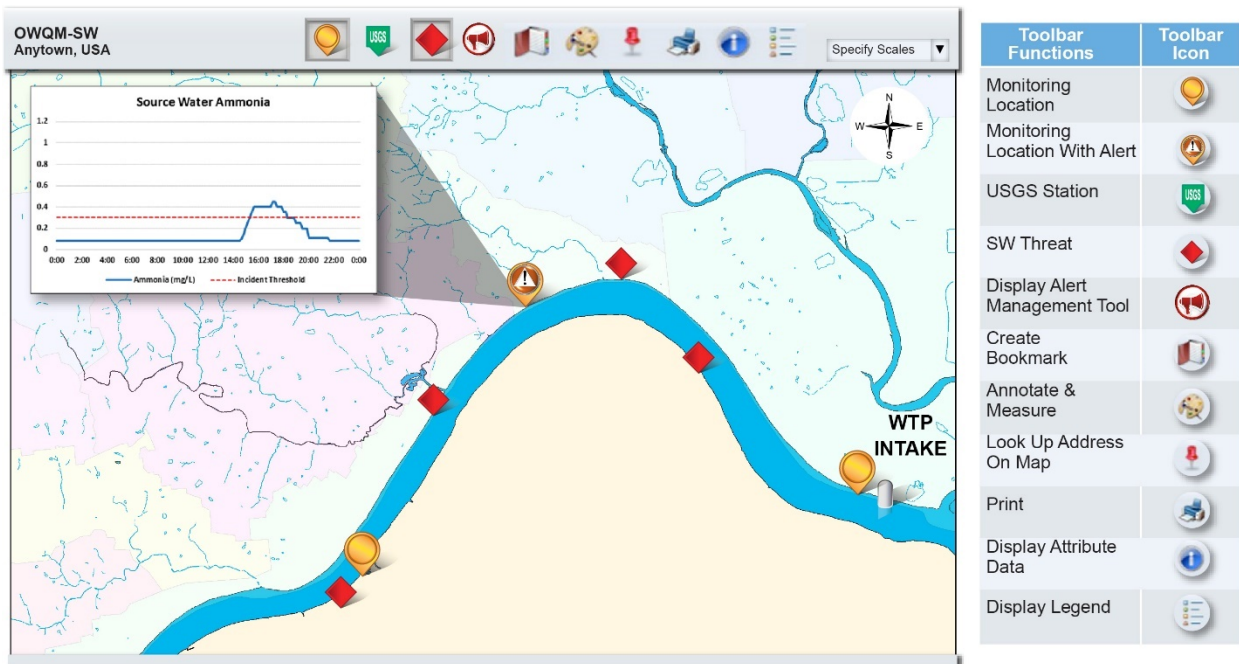 OWQM-SW
Anytown, USA
USGS
Specify Scales
Source Water Ammonia
1.2
1
0.8
0.6
0.4
0.2
0
0:00 2:00 4:00 6:00 8:00 10:00 12:00 14:00 16:00 18:00 20:00 22:00 0:00
Ammonia (mg/L) Incident Threshold
N
W E
S
WTP
INTAKE
Toolbar
Functions
Toolbar
Icon
Monitoring
Location
Monitoring
Location With Alert
USGS Station
USGS
SW Threat
Display Alert
Management Tool
Create
Bookmark
Annotate &
Measure
Look Up Address
On Map
Print
Display Attribute
Data
Display Legend